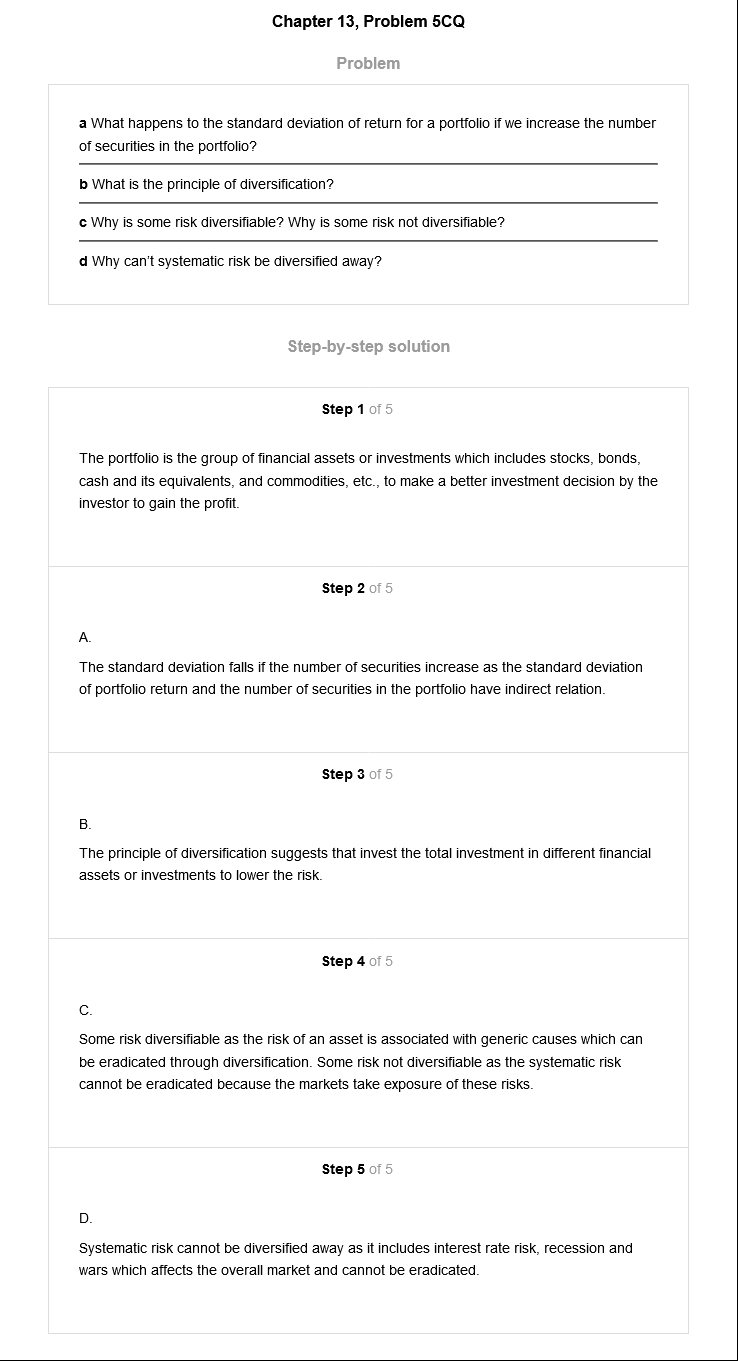 Chapter 13, Problem 5CQ
Problem
a What happens to the standard deviation of return for a portfolio if we increase the number
of securities in the portfolio?
b What is the principle of diversification?
c Why is some risk diversifiable? Why is some risk not diversifiable?
d Why can't systematic risk be diversified away?
Step-by-step solution
Step 1 of 5
The portfolio is the group of financial assets or investments which includes stocks, bonds,
cash and its equivalents, and commodities, etc., to make a better investment decision by the
investor to gain the profit.
Step 2 of 5
A.
The standard deviation falls if the number of securities increase as the standard deviation
of portfolio return and the number of securities in the portfolio have indirect relation.
Step 3 of 5
B.
The principle of diversification suggests that invest the total investment in different financial
assets or investments to lower the risk.
Step 4 of 5
C.
Some risk diversifiable as the risk of an asset is associated with generic causes which can
be eradicated through diversification. Some risk not diversifiable as the systematic risk
cannot be eradicated because the markets take exposure of these risks.
Step 5 of 5
D.
Systematic risk cannot be diversified away as it includes interest rate risk, recession and
wars which affects the overall market and cannot be eradicated.